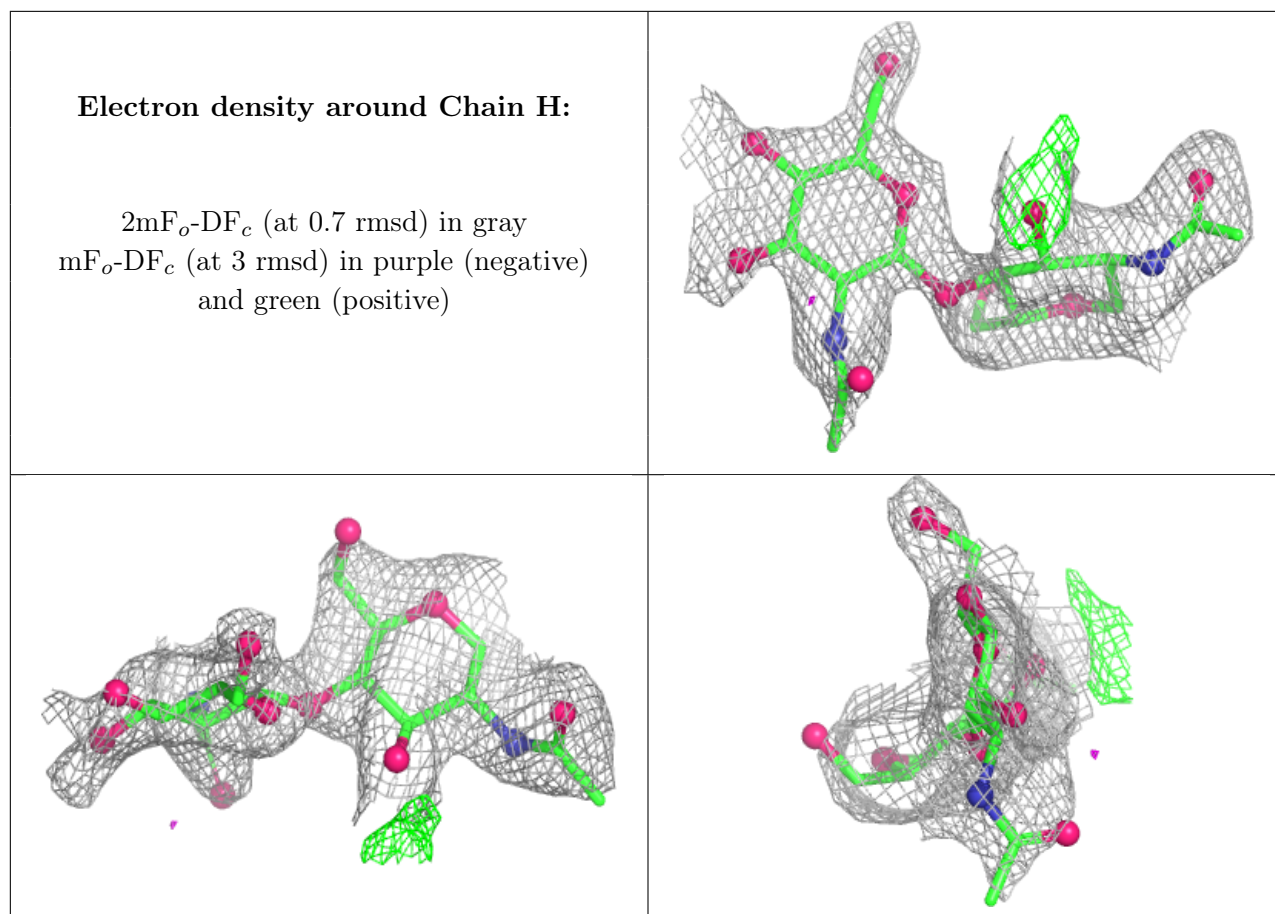 Electron density around Chain H:
2mFₒ-DF𝒸 (at 0.7 rmsd) in gray
mFₒ-DF𝒸 (at 3 rmsd) in purple (negative)
and green (positive)